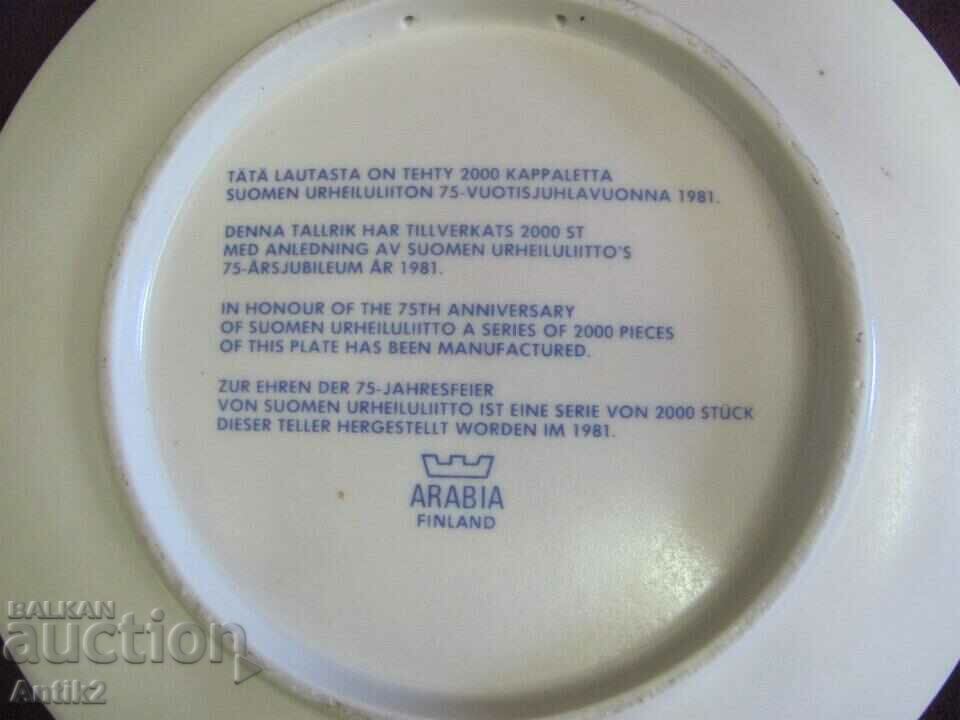 TÄTÄ LAUTASTA ON TEHTY 2000 KAPPALETTA
SUOMEN URHEILULIITON 75-VUOTISJUHLAVUONNA 1981.
DENNA TALLRIK HAR TILLVERKATS 2000 ST
MED ANLEDNING AV SUOMEN URHEILULIITTO'S
75-ÅRSJUBILEUM ÅR 1981.
IN HONOUR OF THE 75TH ANNIVERSARY
OF SUOMEN URHEILULIITTO A SERIES OF 2000 PIECES
OF THIS PLATE HAS BEEN MANUFACTURED.
ZUR EHREN DER 75-JAHRESFEIER
VON SUOMEN URHEILULIITTO IST EINE SERIE VON 2000 STÜCK
DIESER TELLER HERGESTELLT WORDEN IM 1981.
ARABIA
FINLAND
BALKAN
auction
Antik2